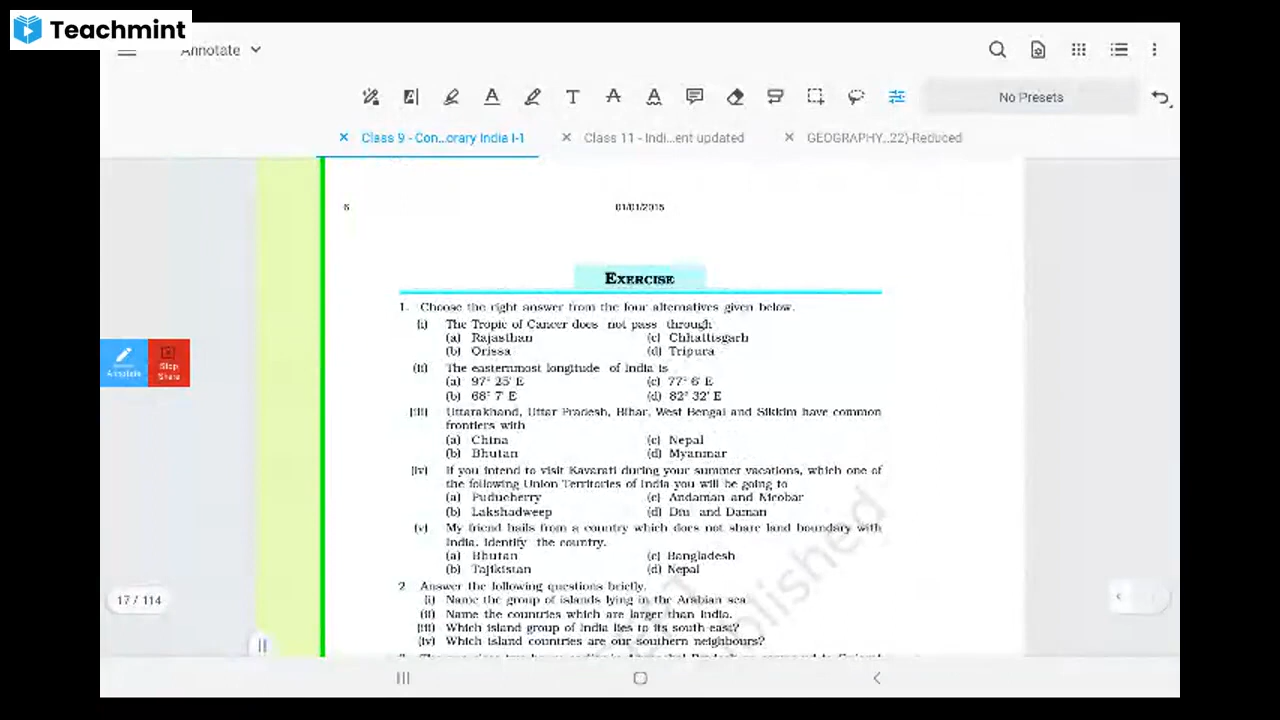 Teachmint
Annotate
No Presets
Class 9 - Con...orary India I-1
Class 11 - Indi...ent updated
GEOGRAPHY...22)-Reduced
6
01/01/2015
EXERCISE
1. Choose the right answer from the four alternatives given below.
(i) The Tropic of Cancer does not pass through
(a) Rajasthan (c) Chhattisgarh
(b) Orissa (d) Tripura
(ii) The easternmost longitude of India is
(a) 97° 25' E (c) 77° 6' E
(b) 68° 7' E (d) 82° 32' E
(iii) Uttarakhand, Uttar Pradesh, Bihar, West Bengal and Sikkim have common
frontiers with
(a) China (c) Nepal
(b) Bhutan (d) Myanmar
(iv) If you intend to visit Kavarati during your summer vacations, which one of
the following Union Territories of India you will be going to
(a) Puducherry (c) Andaman and Nicobar
(b) Lakshadweep (d) Diu and Daman
(v) My friend hails from a country which does not share land boundary with
India. Identify the country.
(a) Bhutan (c) Bangladesh
(b) Tajikistan (d) Nepal
2 Answer the following questions briefly.
(i) Name the group of islands lying in the Arabian sea.
(ii) Name the countries which are larger than India.
(iii) Which island group of India lies to its south-east?
(iv) Which island countries are our southern neighbours?
Annotate
Stop
Share
17 / 114